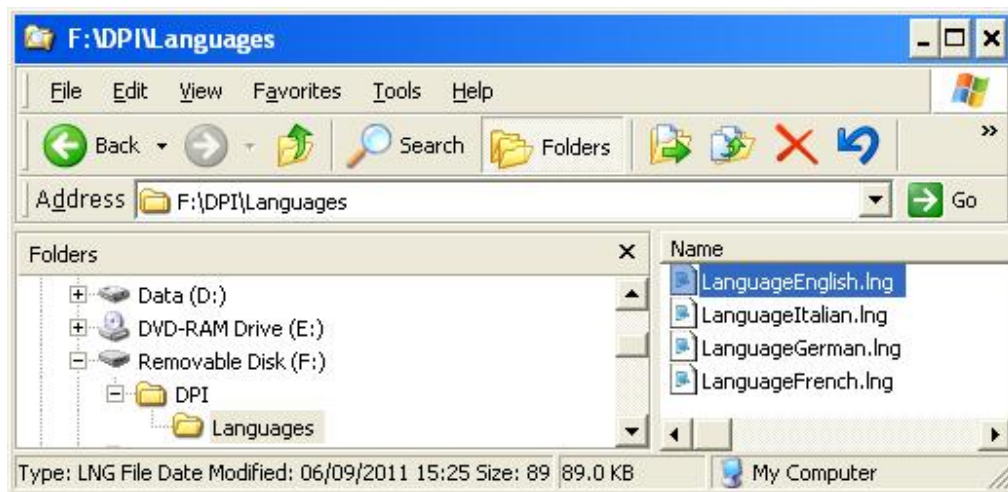 F:\DPI\Languages
File Edit View Favorites Tools Help
Back Search Folders »
Address F:\DPI\Languages Go
Folders x Name
Data (D:) LanguageEnglish.lng
DVD-RAM Drive (E:) LanguageItalian.lng
Removable Disk (F:) LanguageGerman.lng
DPI LanguageFrench.lng
Languages
Type: LNG File Date Modified: 06/09/2011 15:25 Size: 89 89.0 KB My Computer